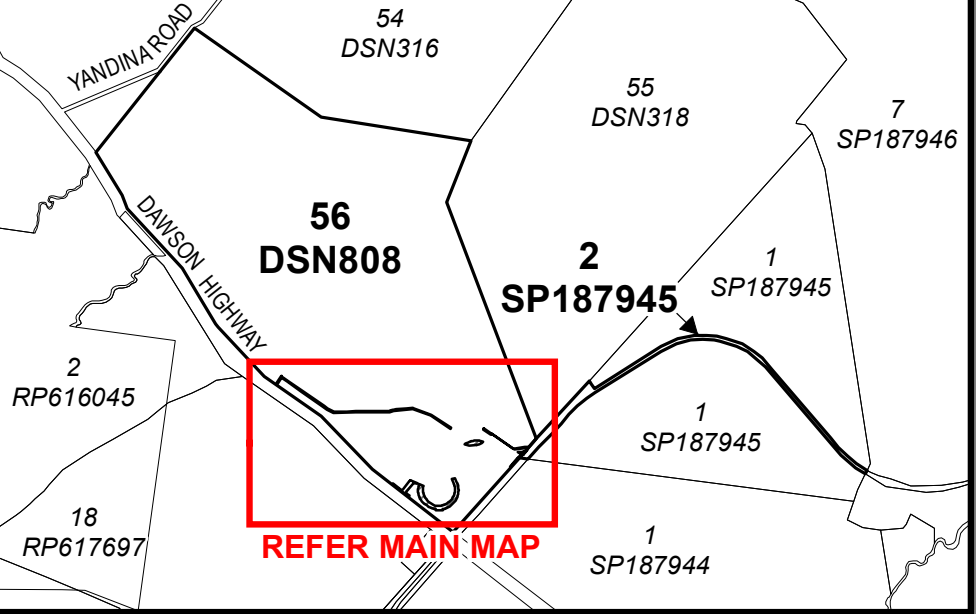 54
DSN316
YANDINA ROAD
55
DSN318
7
SP187946
56
DSN808
DAWSON HIGHWAY
2
SP187945
1
SP187945
2
RP616045
1
SP187945
18
RP617697
REFER MAIN MAP
1
SP187944